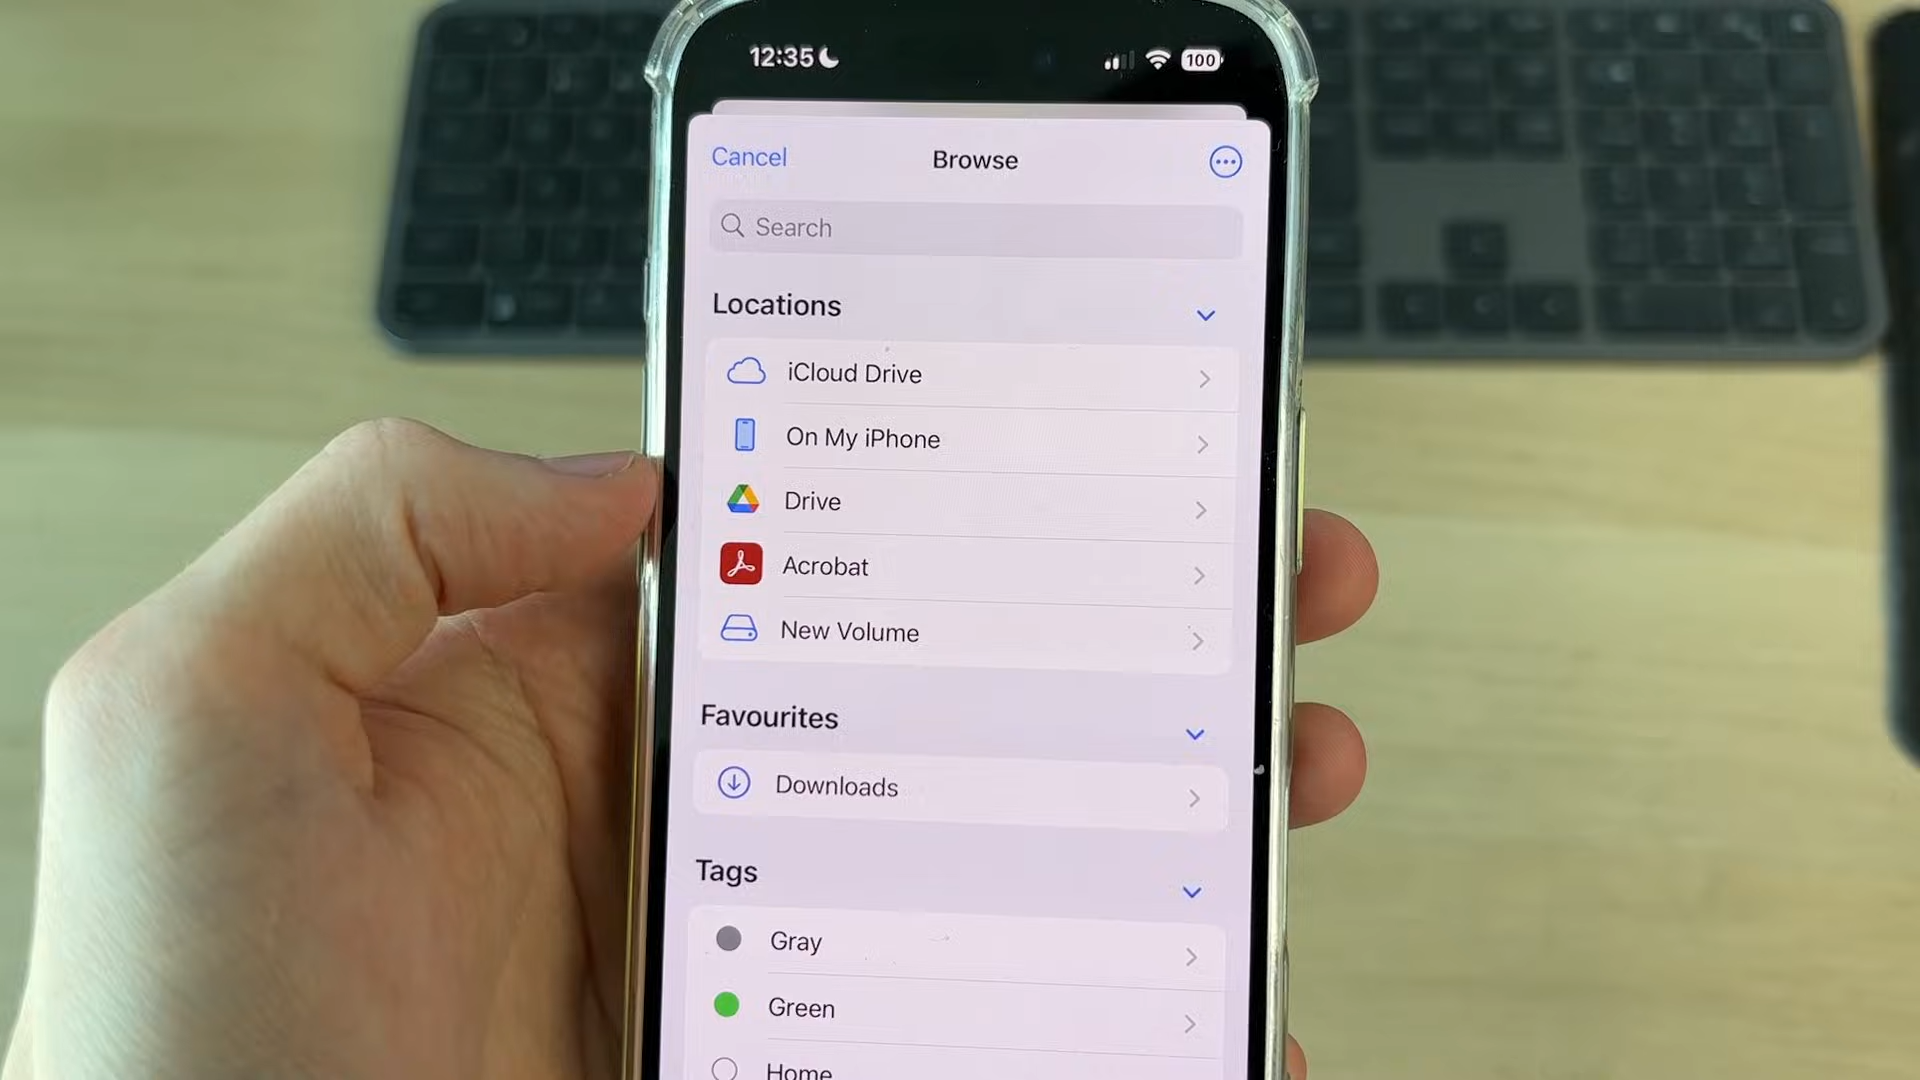 12:35
100
Cancel
Browse
Search
Locations
iCloud Drive
On My iPhone
Drive
Acrobat
New Volume
Favourites
Downloads
Tags
Gray
Green
Home